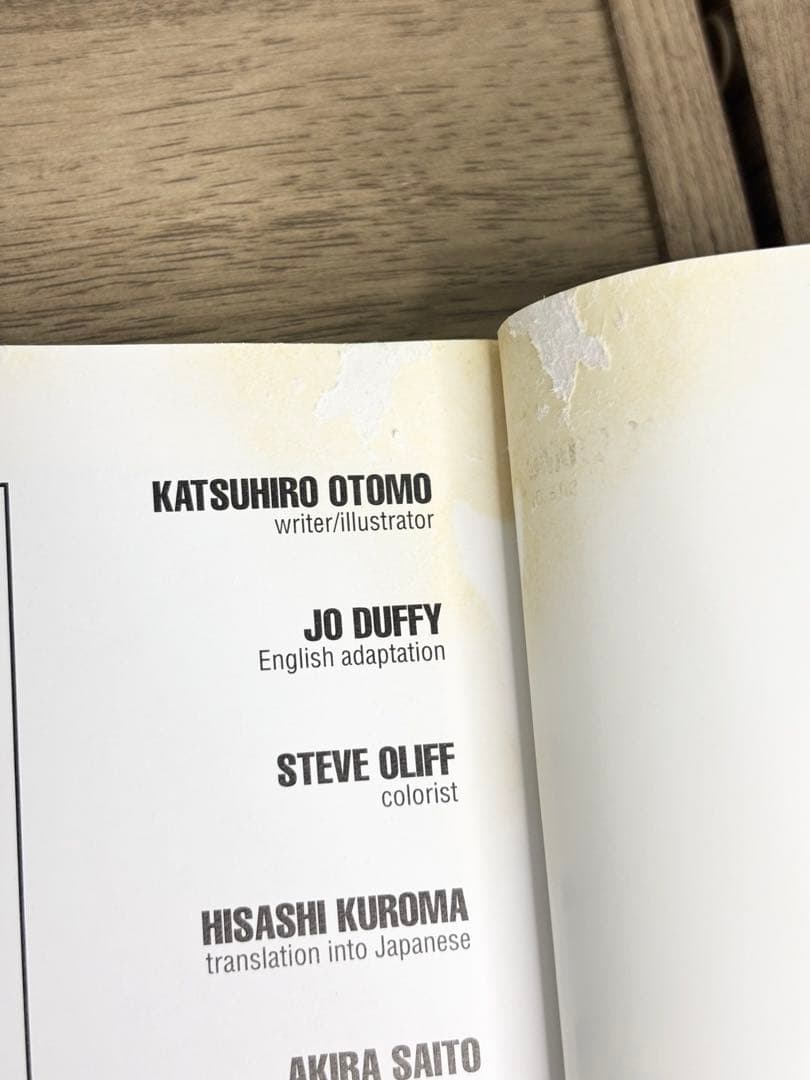 KATSUHIRO OTOMO
writer/illustrator
JO DUFFY
English adaptation
STEVE OLIFF
colorist
HISASHI KUROMA
translation into Japanese
AKIRA SAITO